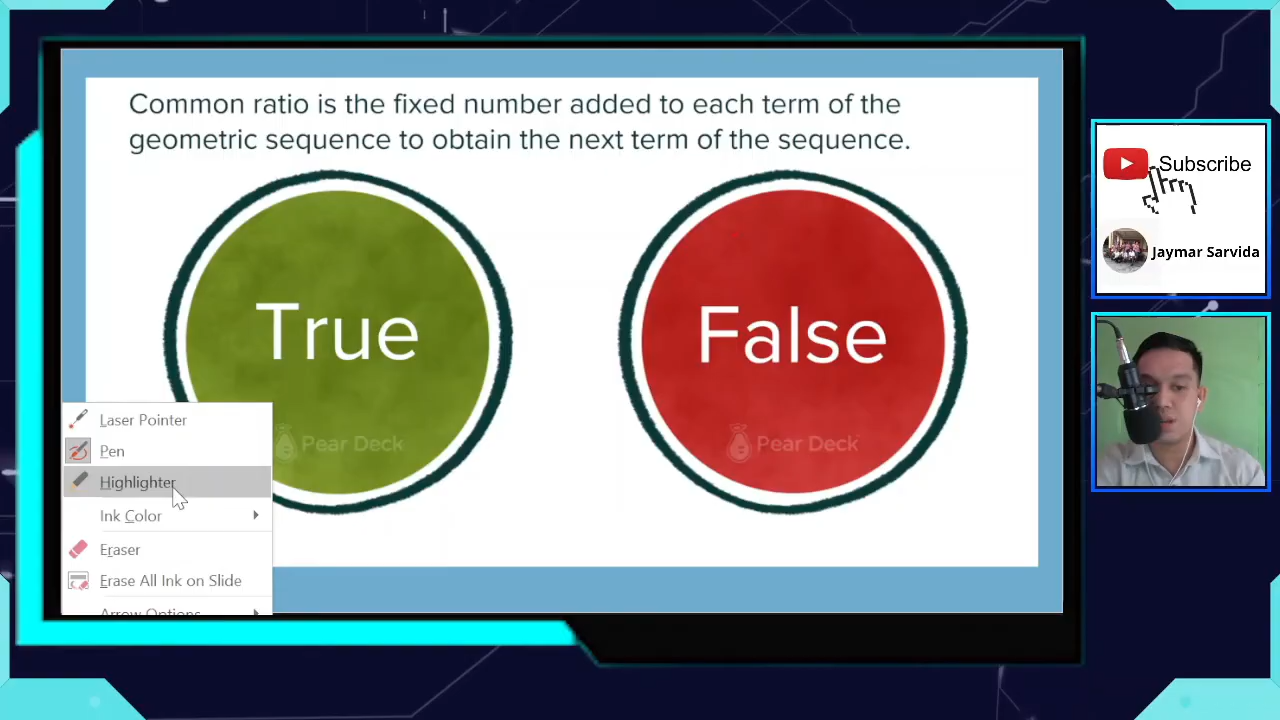 Common ratio is the fixed number added to each term of the
geometric sequence to obtain the next term of the sequence.
True
False
Pear Deck
Pear Deck
Laser Pointer
Pen
Highlighter
Ink Color
Eraser
Erase All Ink on Slide
Arrow Options
Subscribe
Jaymar Sarvida